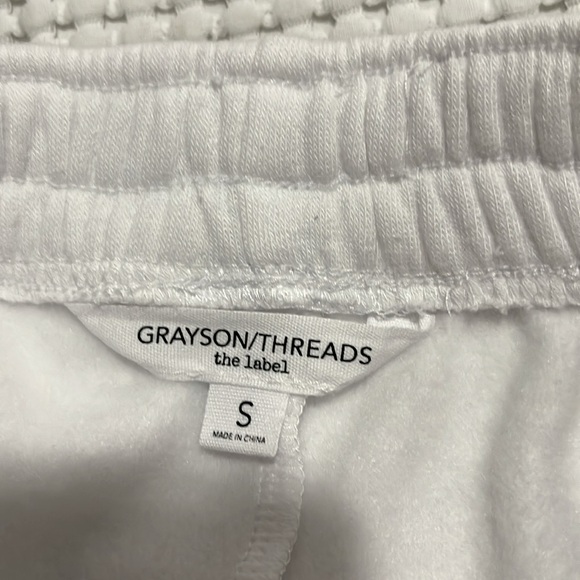 GRAYSON/THREADS
the label
S
MADE IN CHINA